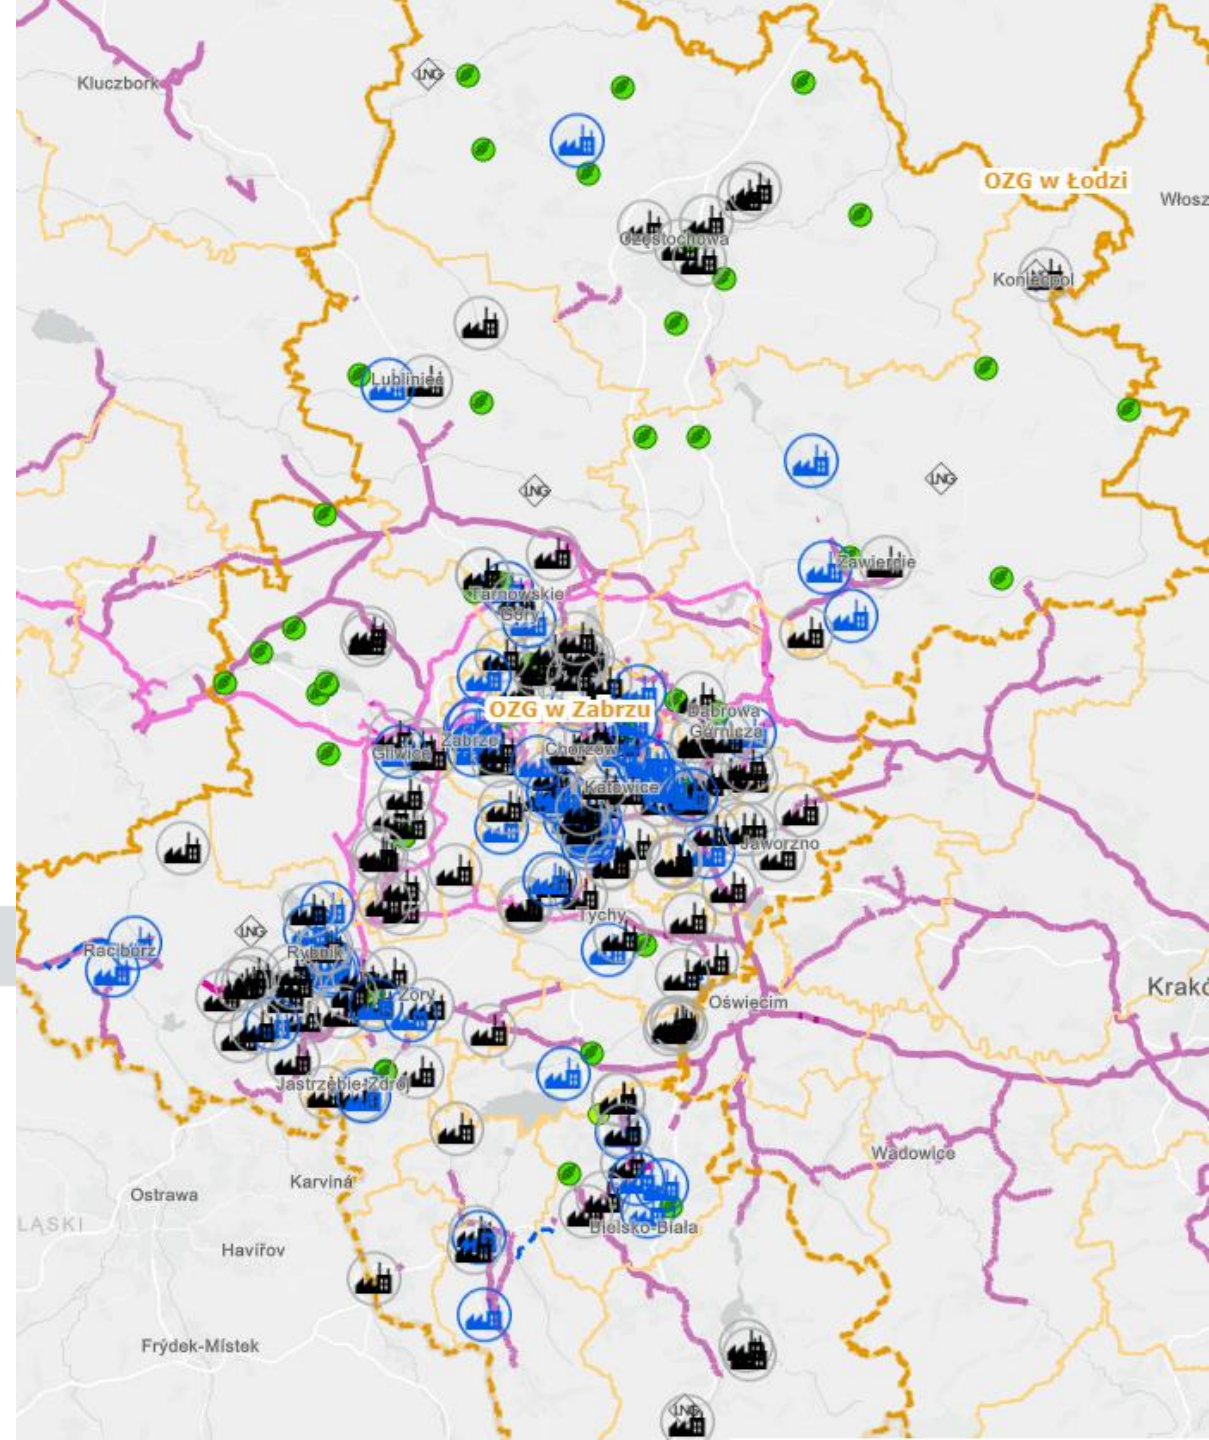 Kluczbork
LNG
OZG w Łodzi
Włosz
Częstochowa
Koniecpol
Lubliniec
LNG
LNG
Zawiercie
Tarnowskie
Góry
OZG w Zabrzu
Dąbrowa
Górnicza
Gliwice
Zabrze
Chorzów
Katowice
Jaworzno
Tychy
LNG
Racibórz
Rybnik
Krakó
Żory
Oświęcim
Jastrzębie-Zdrój
Wadowice
Karviná
Ostrawa
LĄSKI
Bielsko-Biała
Havířov
Frýdek-Místek
LNG